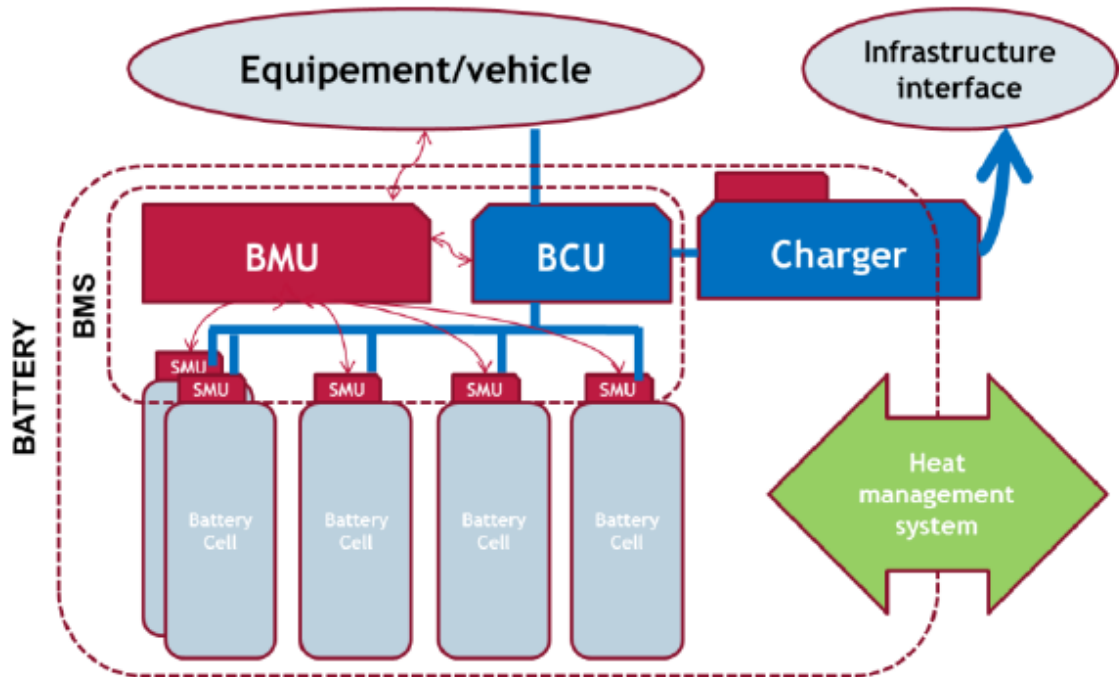 Equipement/vehicle
Infrastructure
interface
BATTERY
BMS
BMU
BCU
Charger
SMU
SMU
SMU
SMU
SMU
Battery
Cell
Battery
Cell
Battery
Cell
Battery
Cell
Heat
management
system